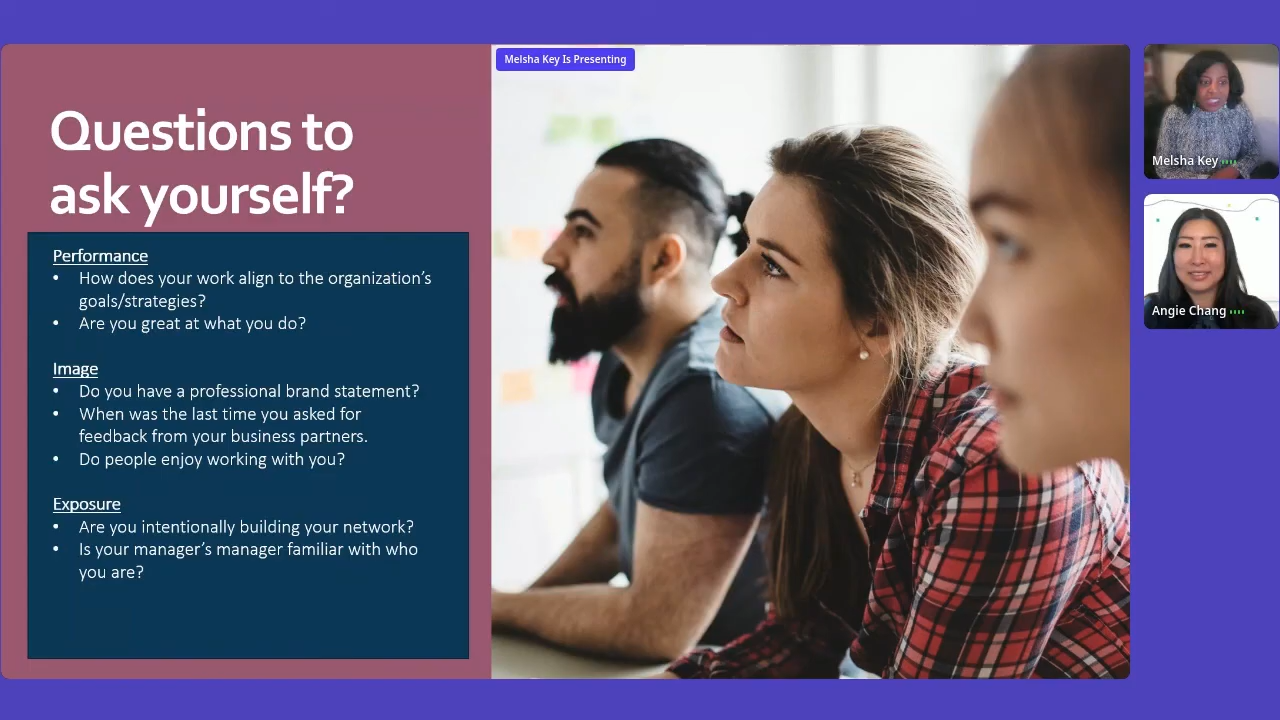 Melsha Key Is Presenting
Questions to
ask yourself?
Performance
• How does your work align to the organization's
goals/strategies?
• Are you great at what you do?
Image
• Do you have a professional brand statement?
• When was the last time you asked for
feedback from your business partners.
• Do people enjoy working with you?
Exposure
• Are you intentionally building your network?
• Is your manager's manager familiar with who
you are?
Melsha Key
Angie Chang